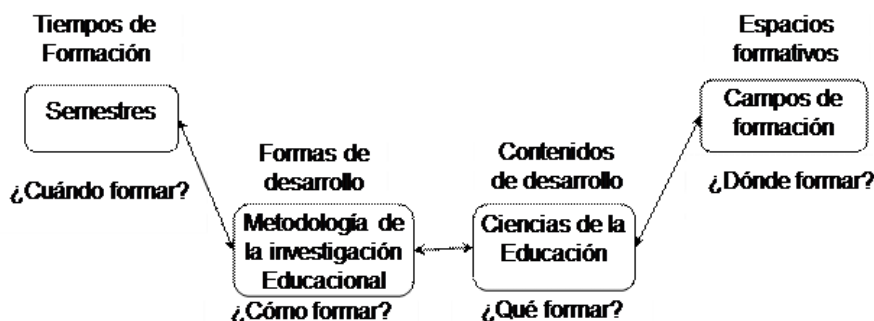 Tiempos de
Formación
Semestres
¿Cuándo formar?
Formas de
desarrollo
Metodología de
la investigación
Educacional
¿Cómo formar?
Contenidos
de desarrollo
Ciencias de la
Educación
¿Qué formar?
Espacios
formativos
Campos de
formación
¿Dónde formar?